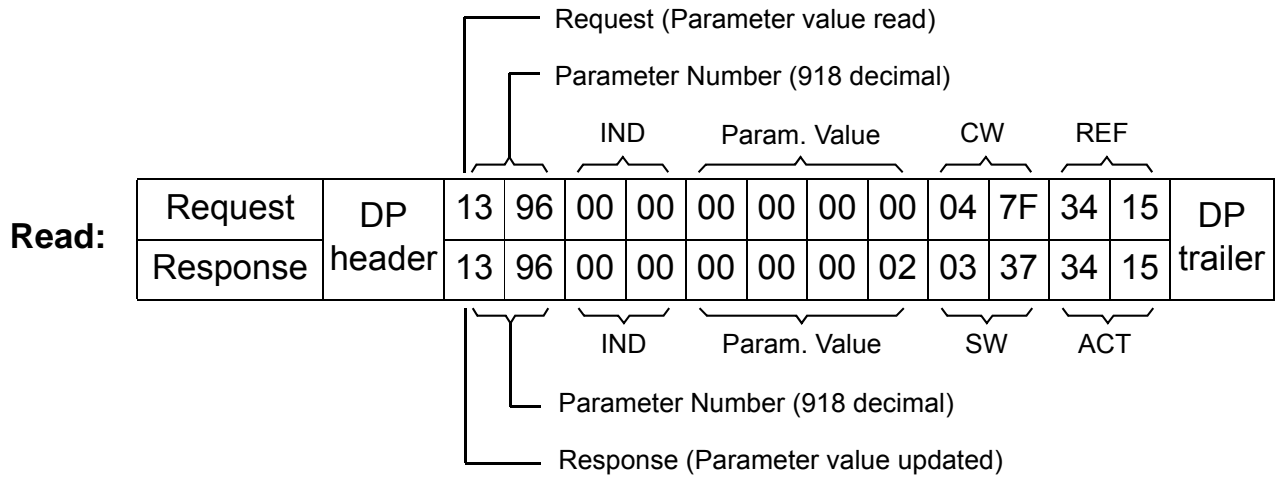 Request (Parameter value read)
Parameter Number (918 decimal)
IND Param. Value CW REF
Read:
Request DP header 13 96 00 00 00 00 00 00 04 7F 34 15 DP trailer
Response 13 96 00 00 00 00 00 02 03 37 34 15
IND Param. Value SW ACT
Parameter Number (918 decimal)
Response (Parameter value updated)